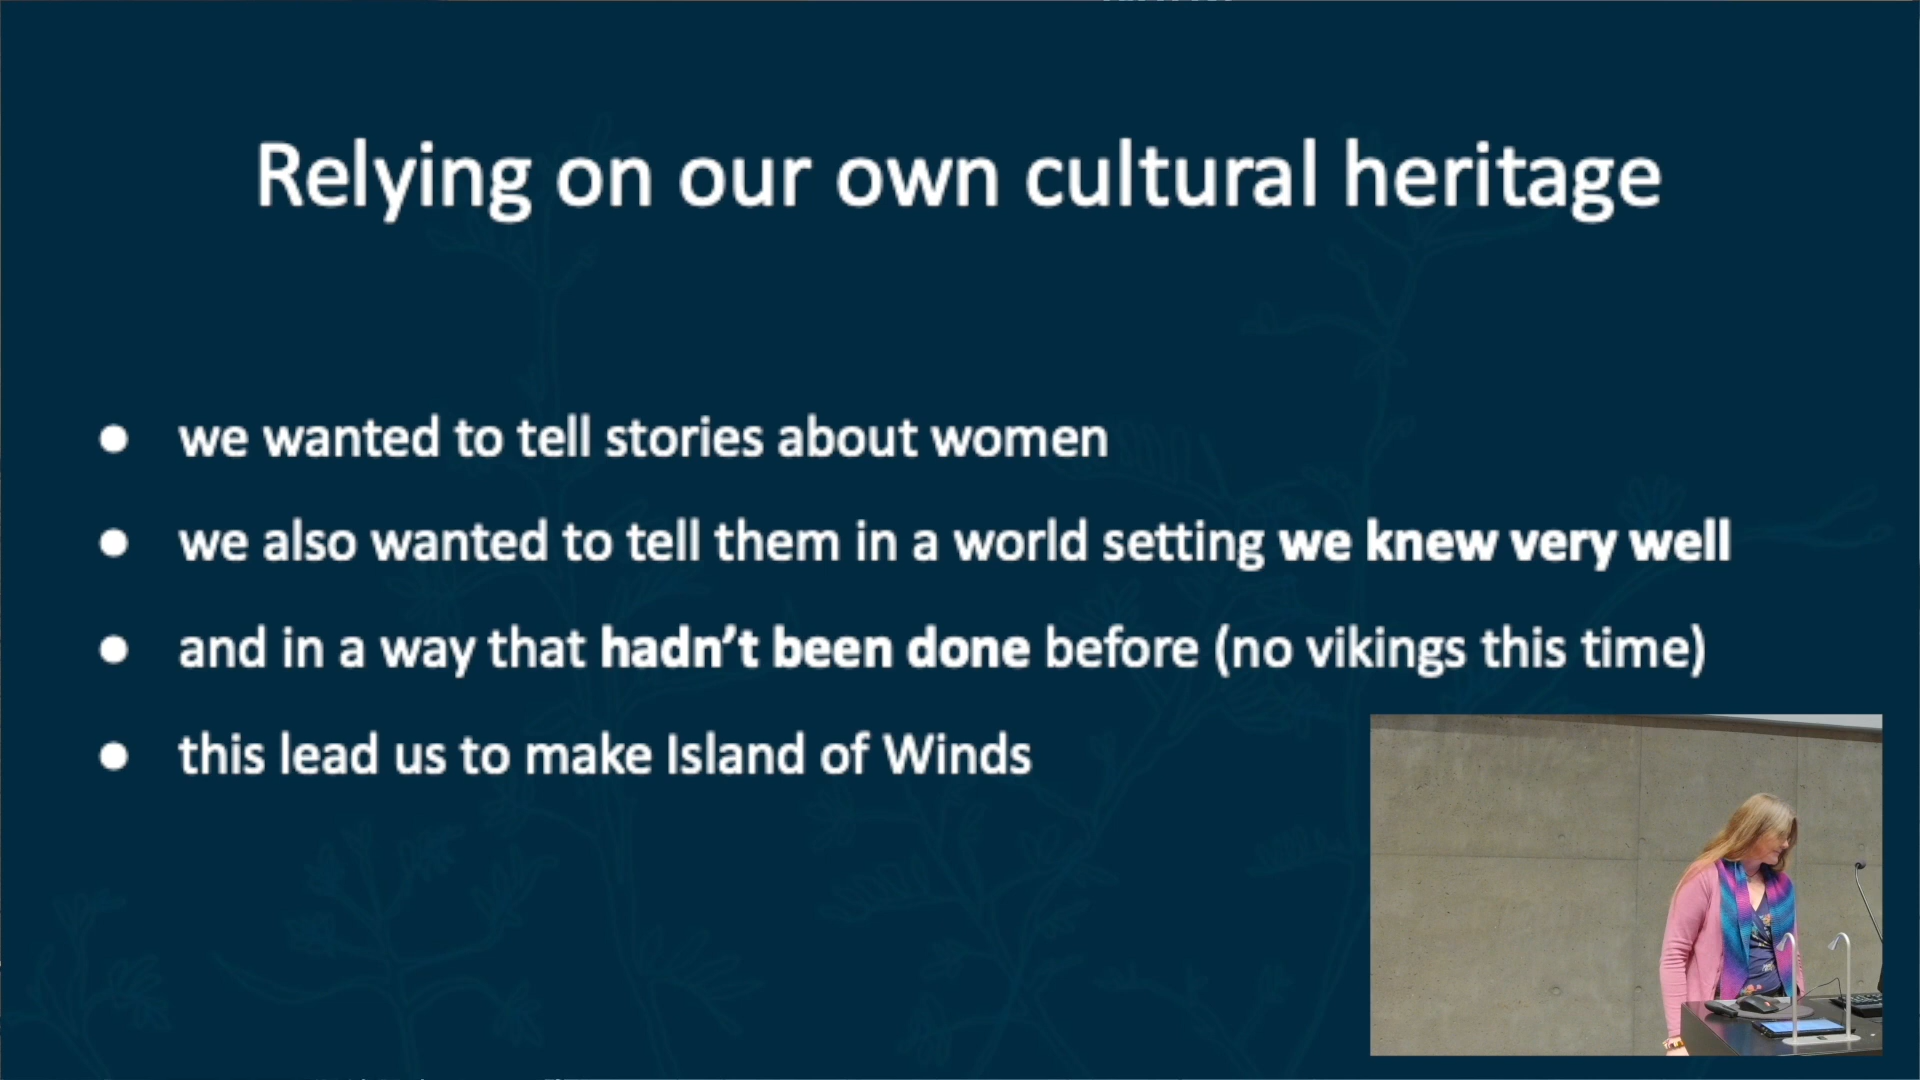 Relying on our own cultural heritage
● we wanted to tell stories about women
● we also wanted to tell them in a world setting we knew very well
● and in a way that hadn’t been done before (no vikings this time)
● this lead us to make Island of Winds